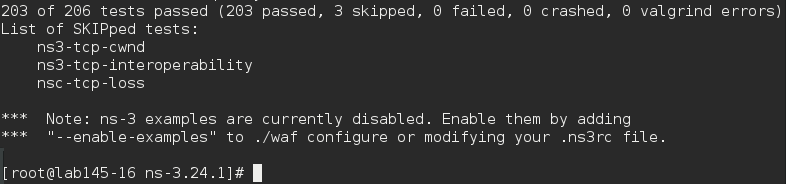 203 of 206 tests passed (203 passed, 3 skipped, 0 failed, 0 crashed, 0 valgrind errors)
List of SKIPped tests:
    ns3-tcp-cwnd
    ns3-tcp-interoperability
    nsc-tcp-loss
***  Note: ns-3 examples are currently disabled. Enable them by adding
***  "--enable-examples" to ./waf configure or modifying your .ns3rc file.
[root@lab145-16 ns-3.24.1]#